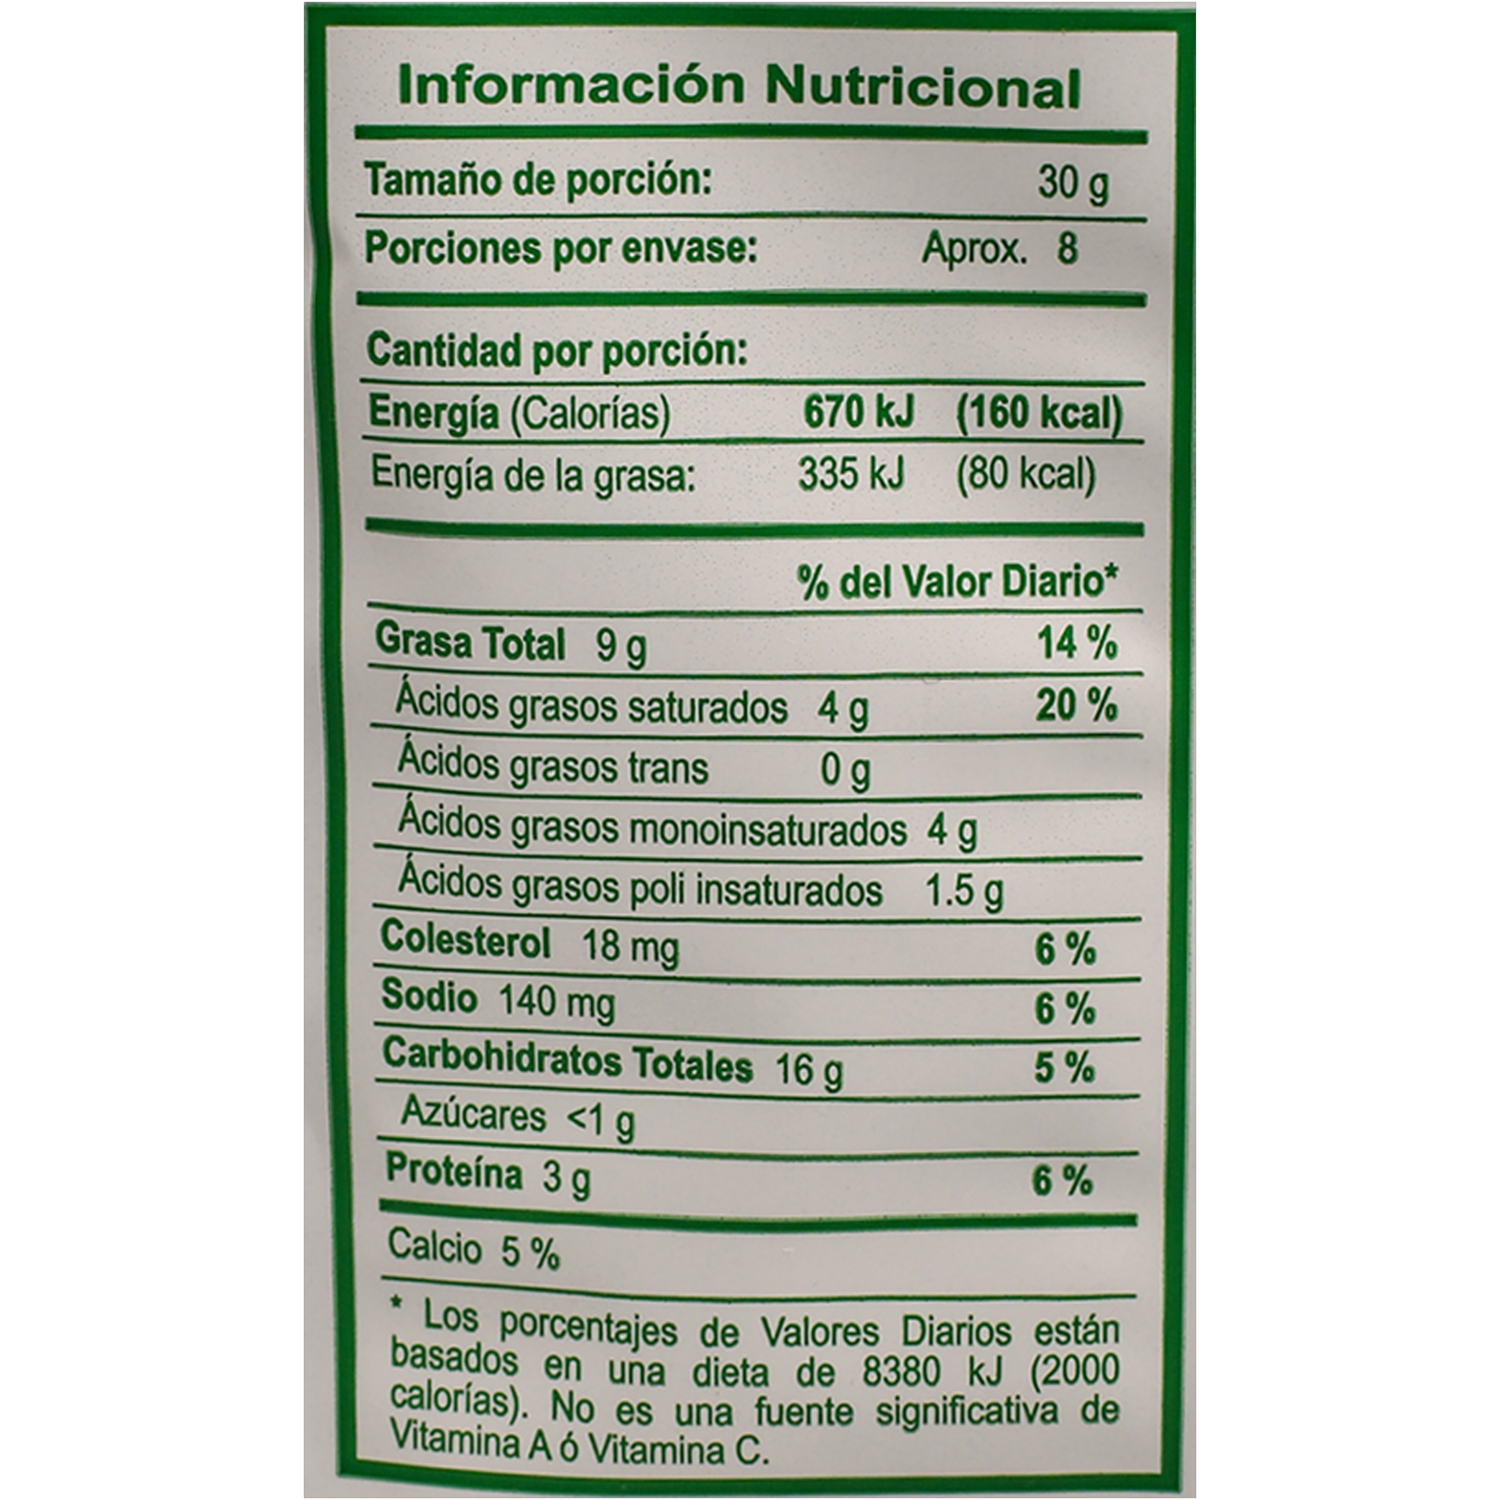 Información Nutricional
Tamaño de porción: 30 g
Porciones por envase: Aprox. 8
Cantidad por porción:
Energía (Calorías) 670 kJ (160 kcal)
Energía de la grasa: 335 kJ (80 kcal)
% del Valor Diario*
Grasa Total 9 g 14 %
Ácidos grasos saturados 4 g 20 %
Ácidos grasos trans 0 g
Ácidos grasos monoinsaturados 4 g
Ácidos grasos poli insaturados 1.5 g
Colesterol 18 mg 6 %
Sodio 140 mg 6 %
Carbohidratos Totales 16 g 5 %
Azúcares <1 g
Proteína 3 g 6 %
Calcio 5 %
* Los porcentajes de Valores Diarios están
basados en una dieta de 8380 kJ (2000
calorías). No es una fuente significativa de
Vitamina A ó Vitamina C.